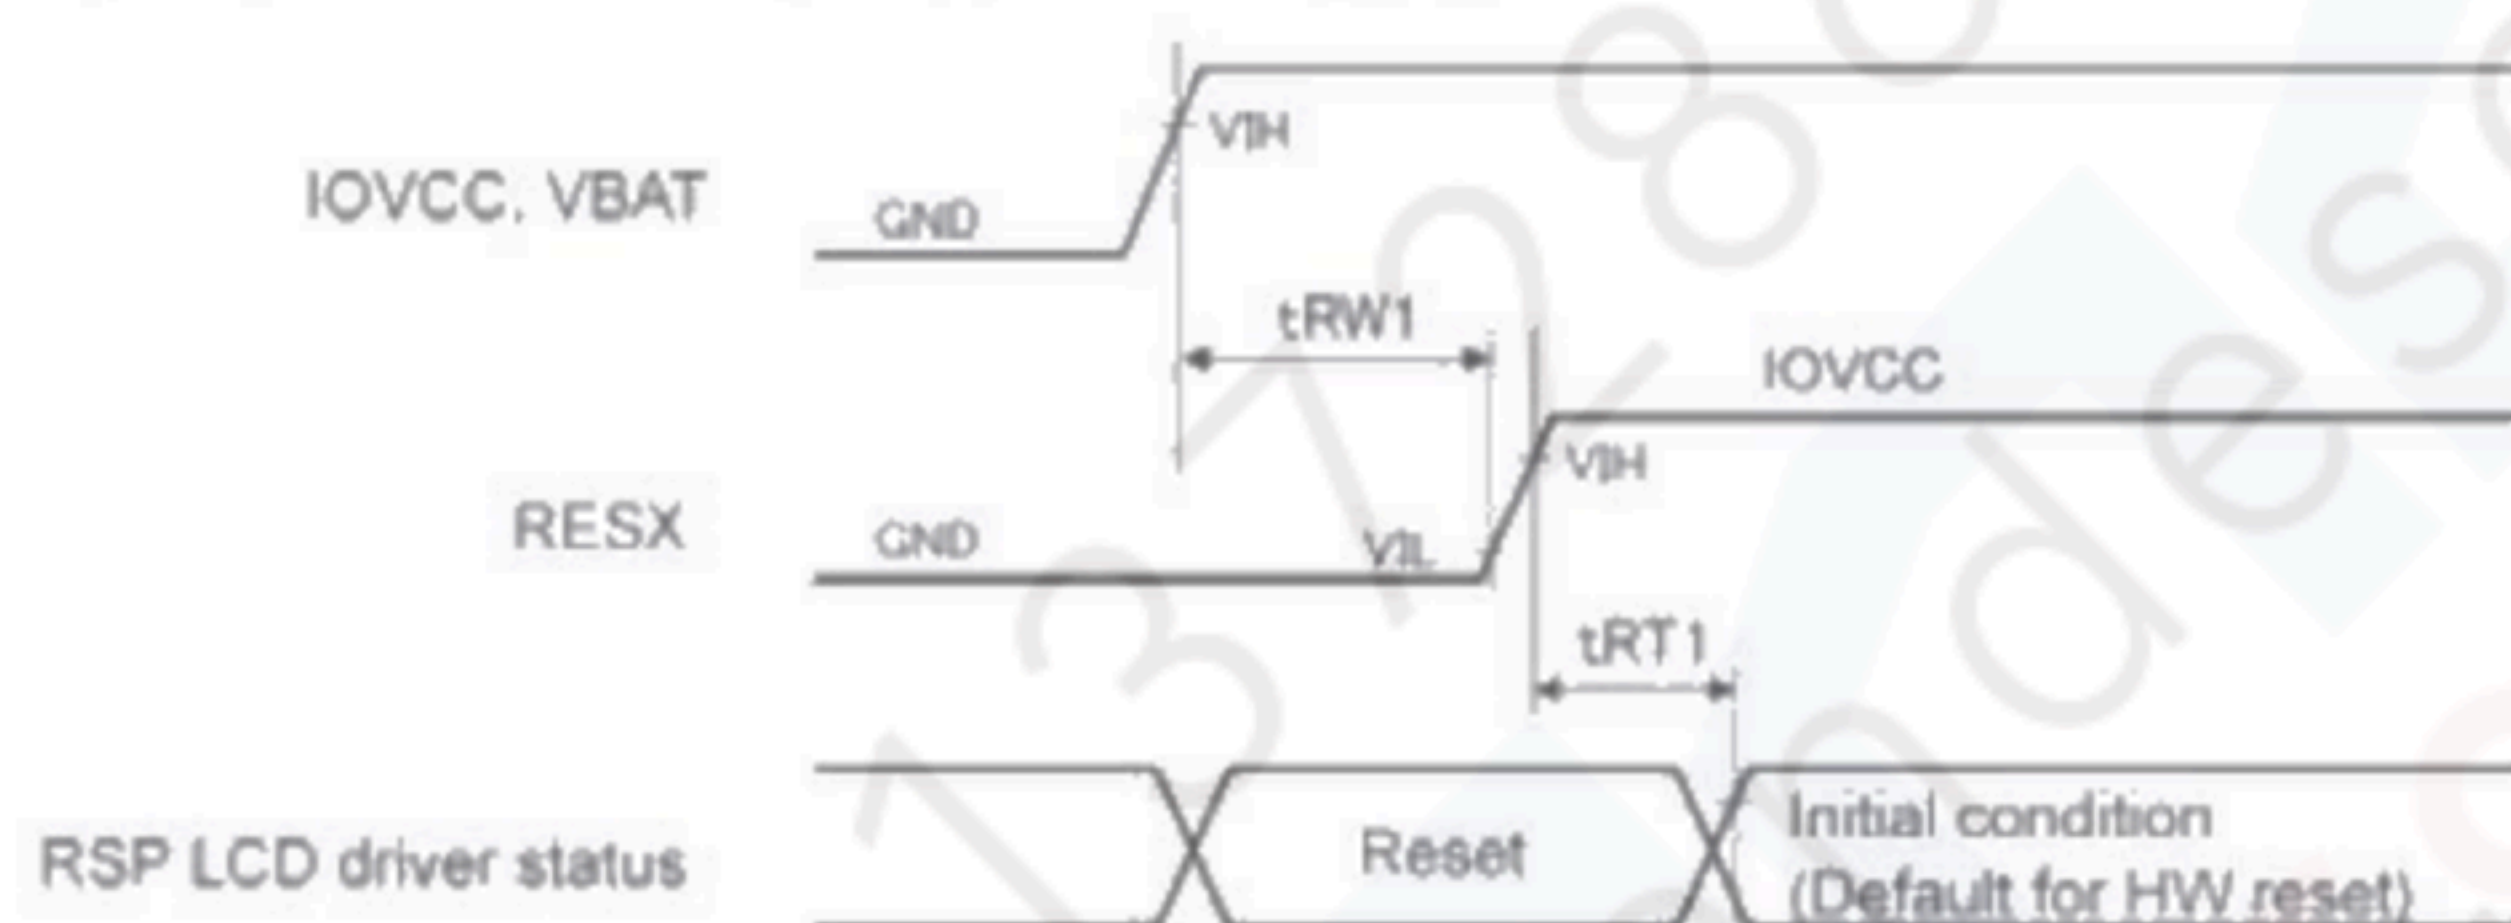 VIH
IOVCC, VBAT
GND
tRW1
IOVCC
VIH
RESX
GND
VIL
tRT1
RSP LCD driver status
Reset
Initial condition
(Default for HW reset)